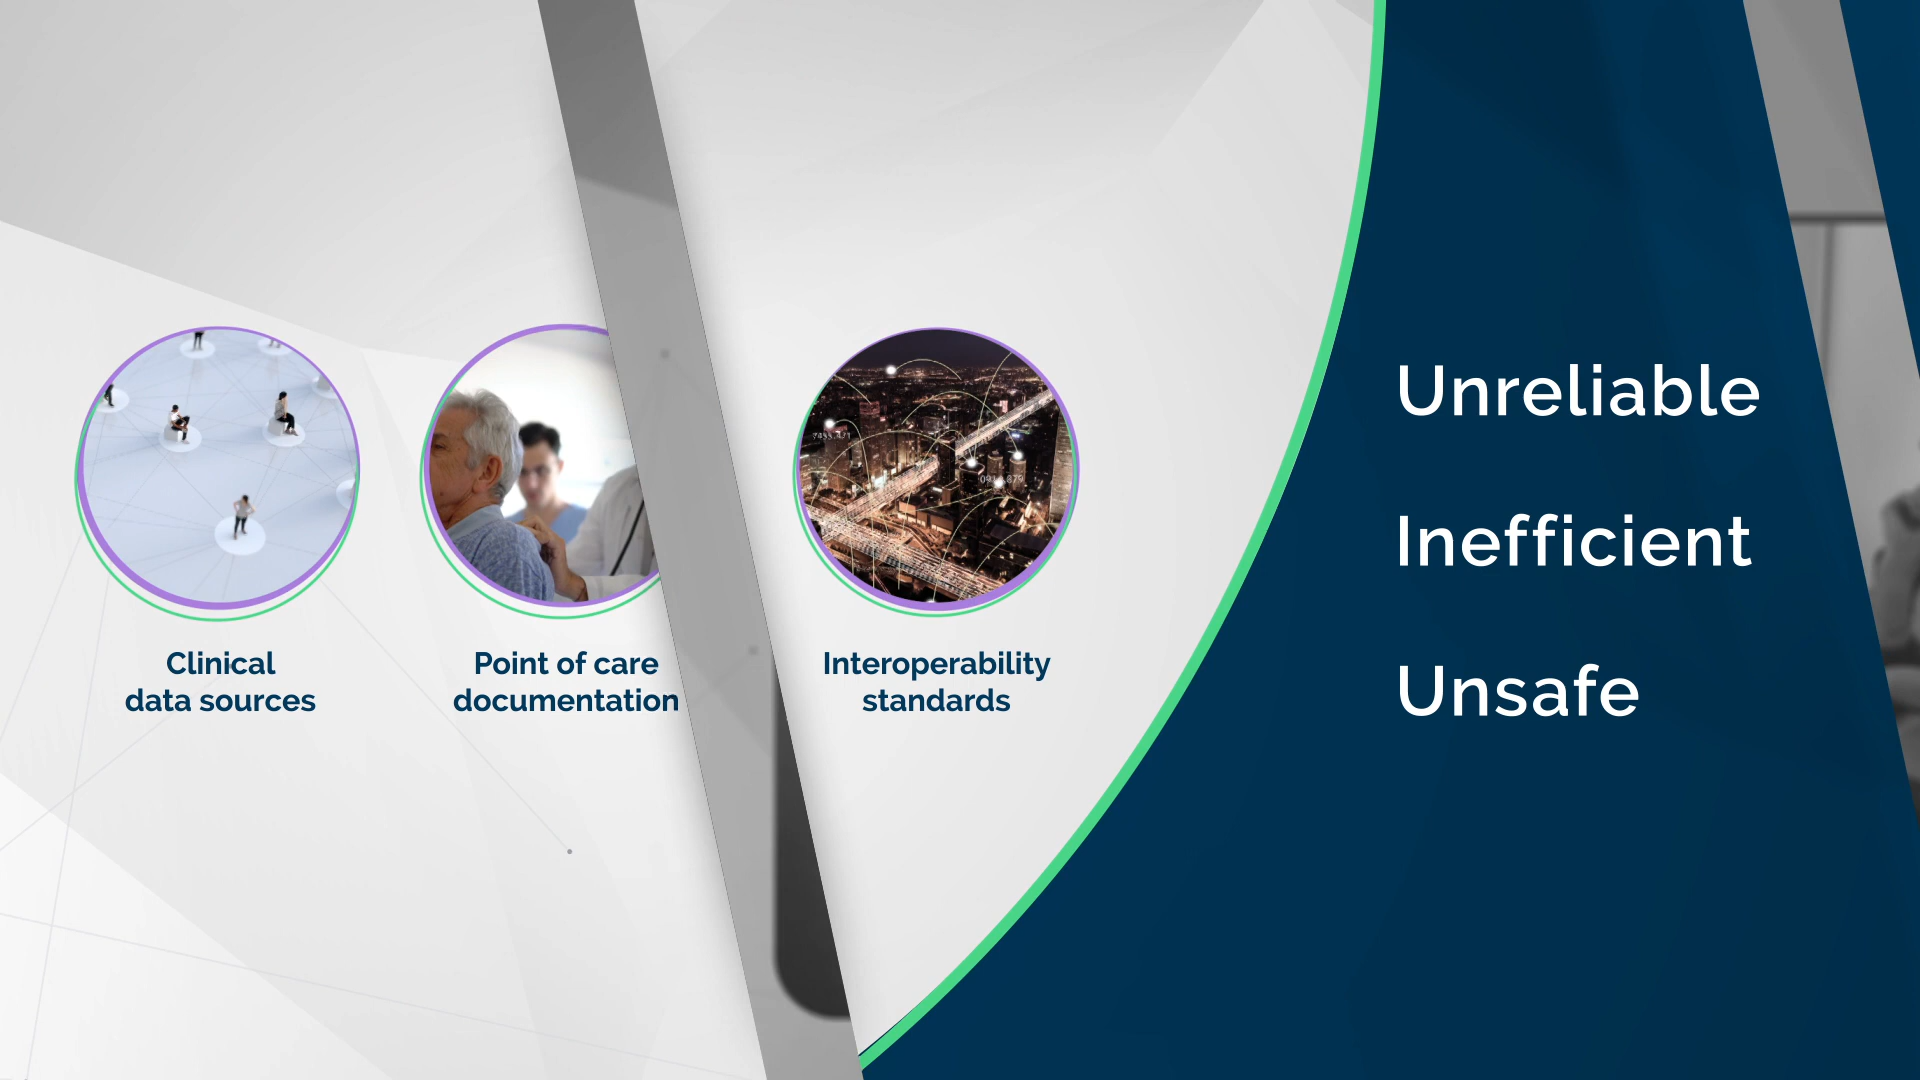 Clinical
data sources
Point of care
documentation
Interoperability
standards
Unreliable
Inefficient
Unsafe